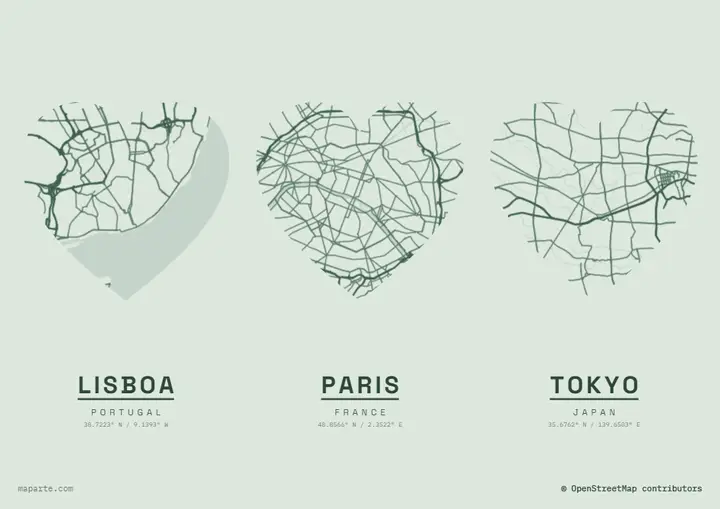 LISBOA
PORTUGAL
38.7223° N / 9.1393° W
PARIS
FRANCE
48.8566° N / 2.3522° E
TOKYO
JAPAN
35.6762° N / 139.6503° E
maparte.com
© OpenStreetMap contributors